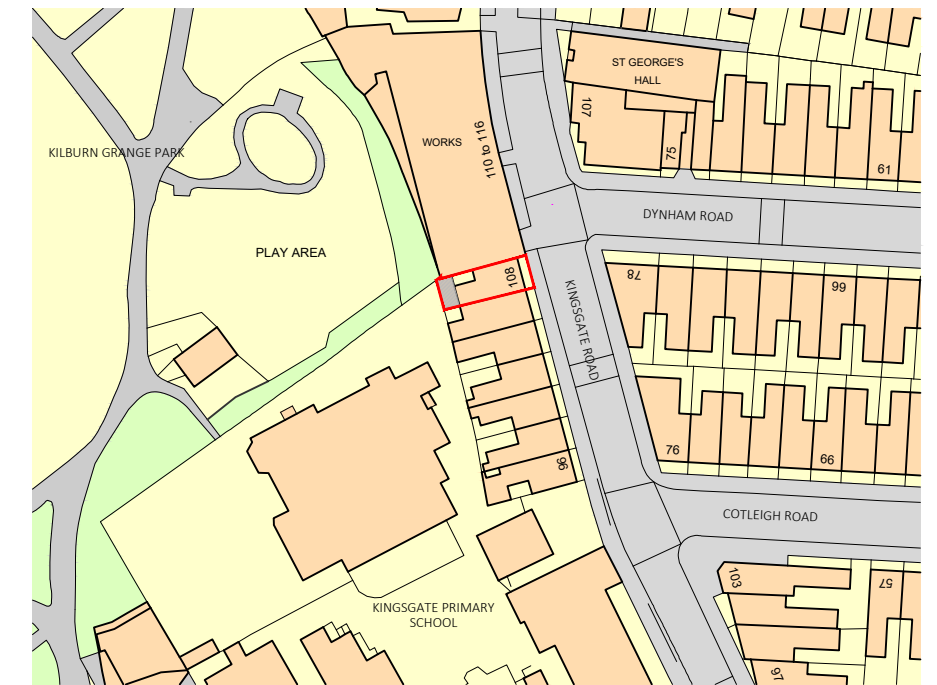 ST GEORGE'S
HALL
107
110 to 116
WORKS
KILBURN GRANGE PARK
75
61
DYNHAM ROAD
PLAY AREA
108
78
66
KINGSGATE ROAD
76
66
96
COTLEIGH ROAD
103
57
KINGSGATE PRIMARY
SCHOOL
97